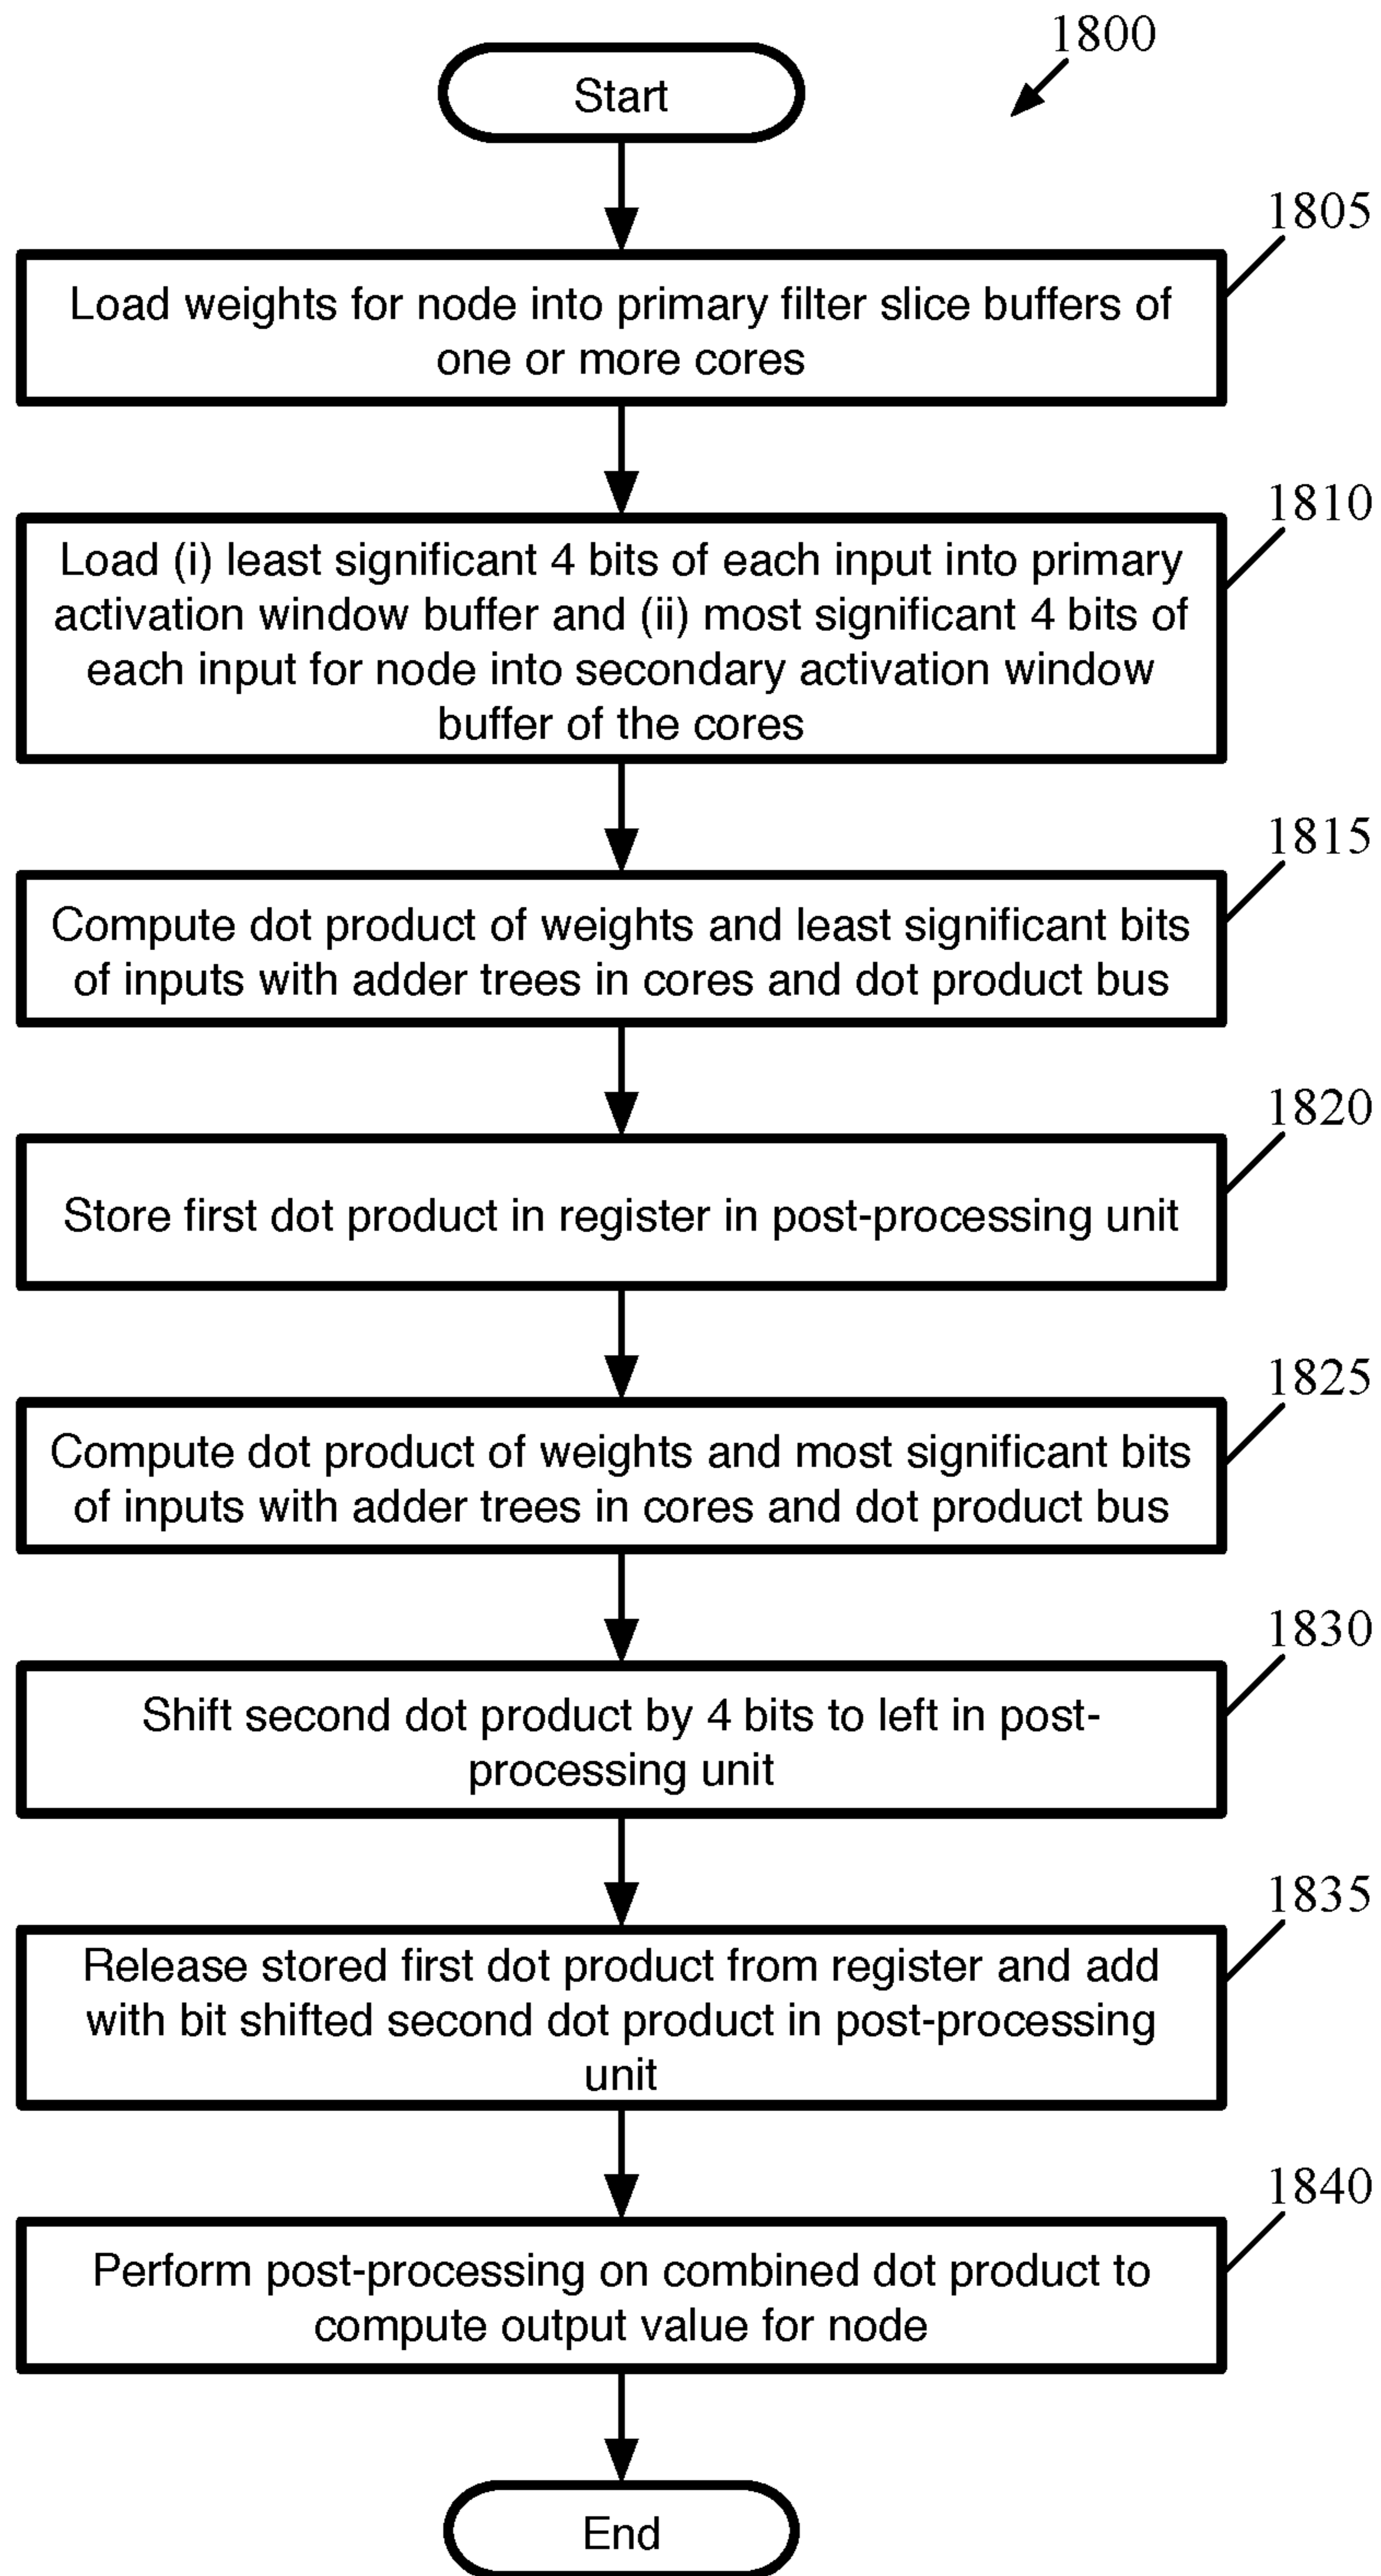 1800
Start
1805
Load weights for node into primary filter slice buffers of
one or more cores
1810
Load (i) least significant 4 bits of each input into primary
activation window buffer and (ii) most significant 4 bits of
each input for node into secondary activation window
buffer of the cores
1815
Compute dot product of weights and least significant bits
of inputs with adder trees in cores and dot product bus
1820
Store first dot product in register in post-processing unit
1825
Compute dot product of weights and most significant bits
of inputs with adder trees in cores and dot product bus
1830
Shift second dot product by 4 bits to left in post-
processing unit
1835
Release stored first dot product from register and add
with bit shifted second dot product in post-processing
unit
1840
Perform post-processing on combined dot product to
compute output value for node
End